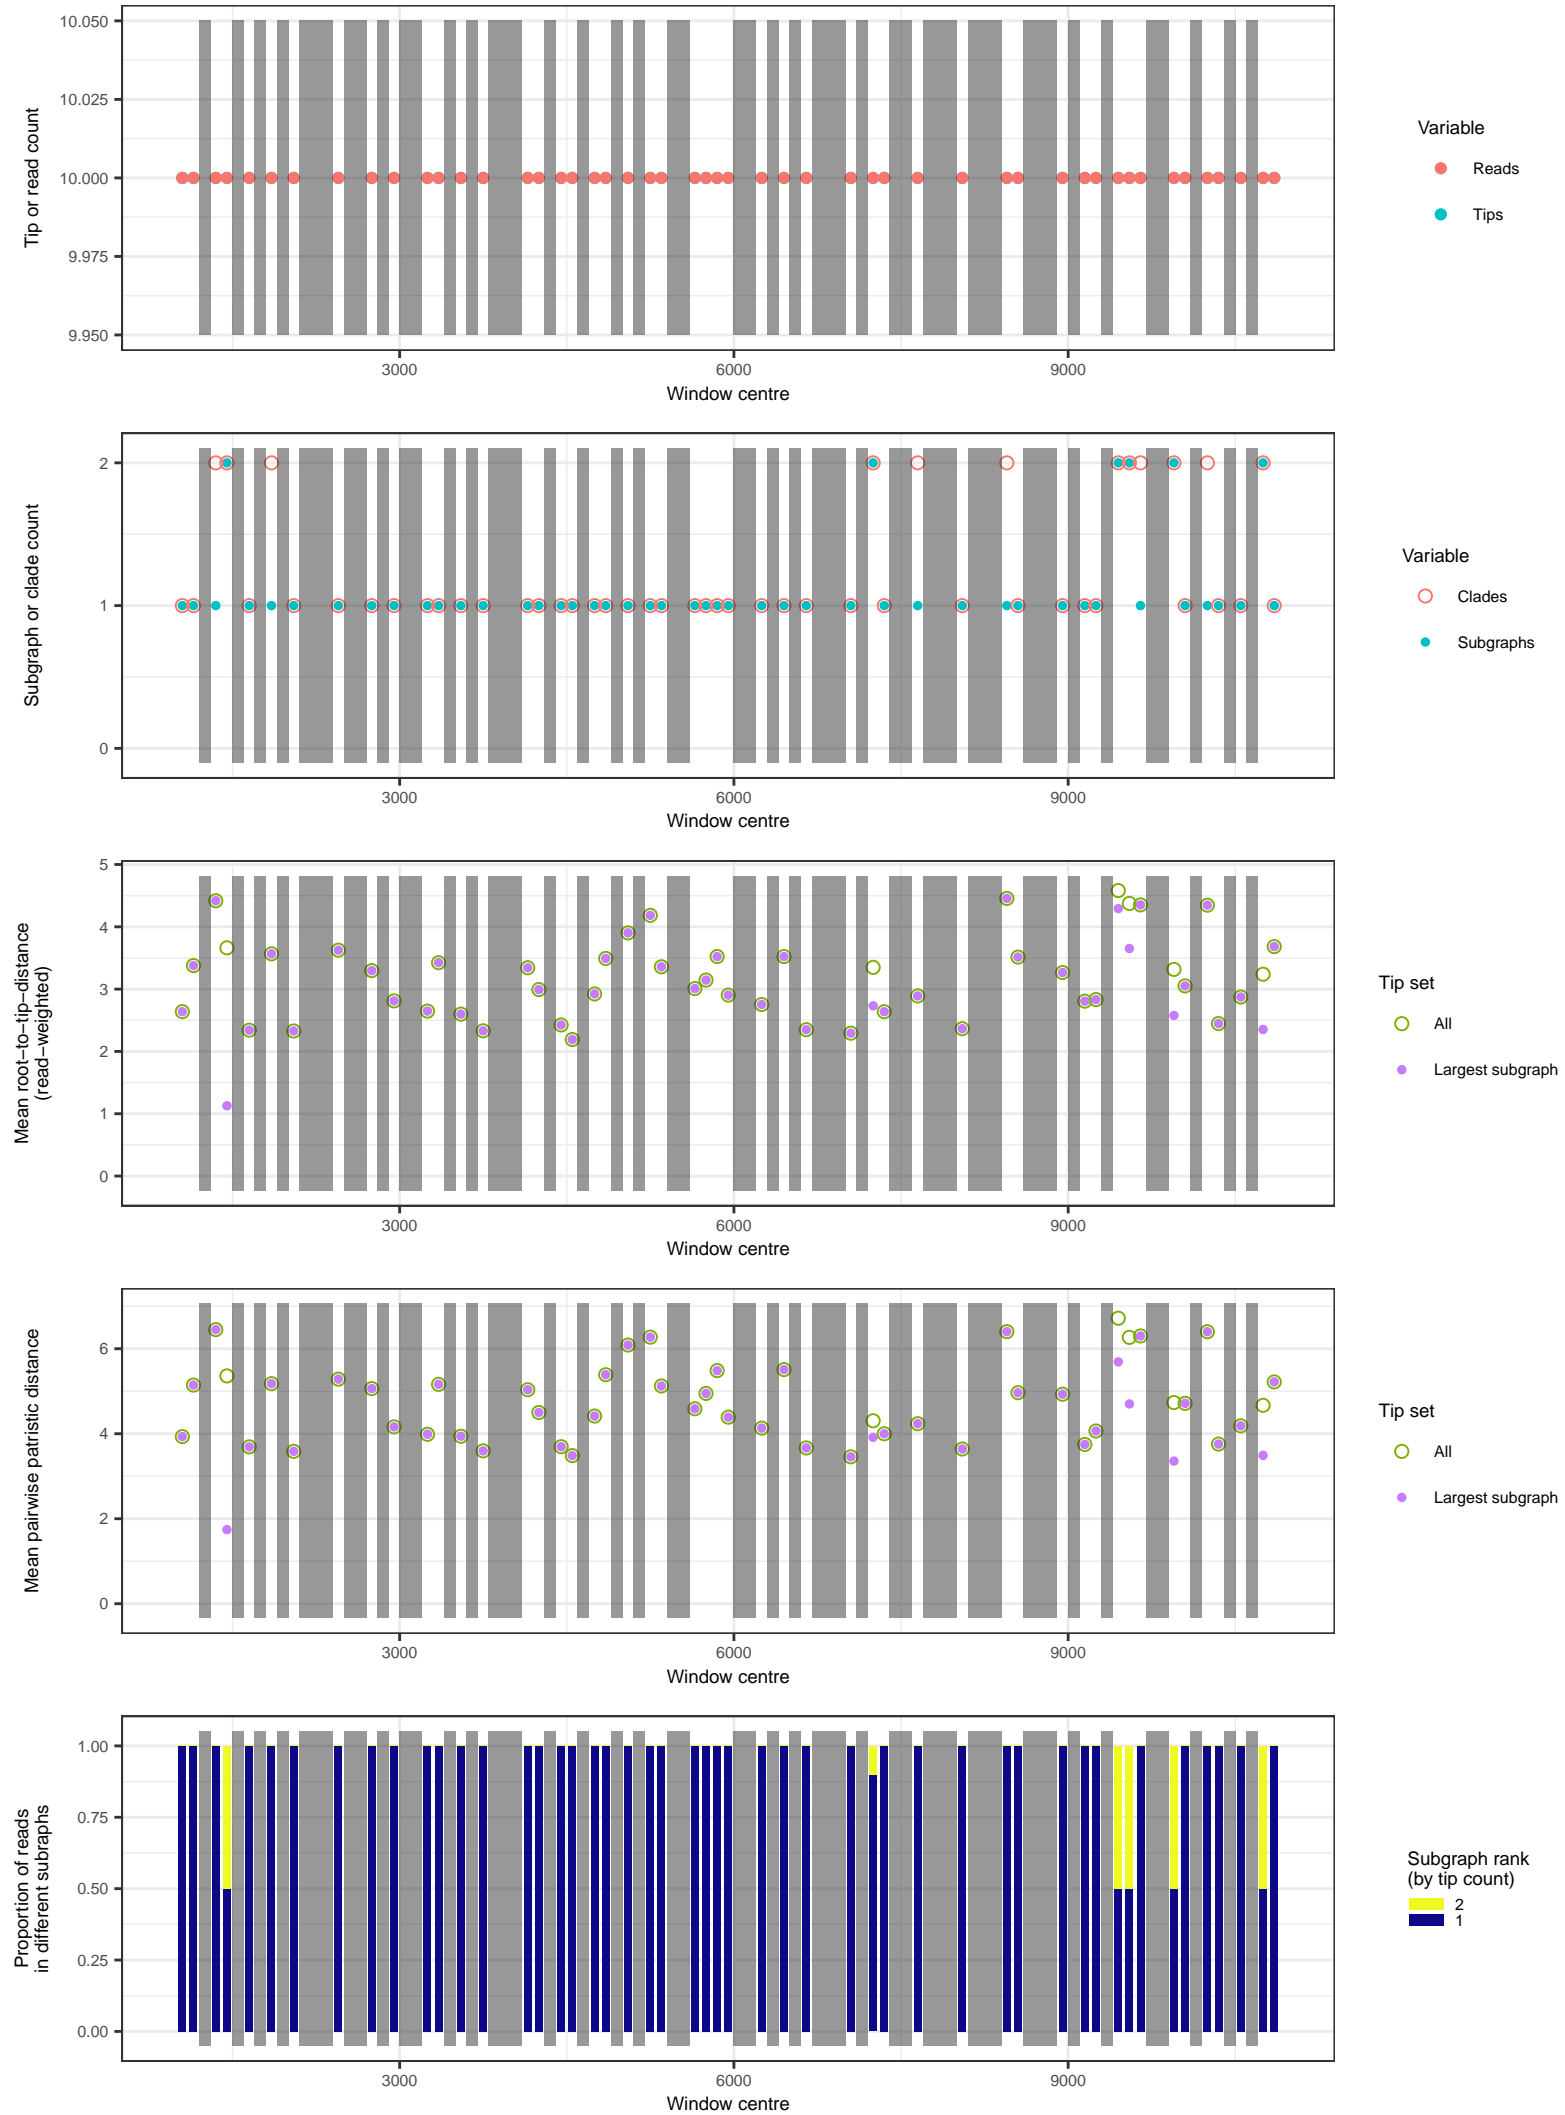 10.050
10.025
10.000
9.975
9.950
Tip or read count
3000
6000
9000
Window centre
Variable
Reads
Tips
2
1
0
Subgraph or clade count
3000
6000
9000
Window centre
Variable
Clades
Subgraphs
5
4
3
2
1
0
Mean root−to−tip−distance
(read−weighted)
3000
6000
9000
Window centre
Tip set
All
Largest subgraph
6
4
2
0
Mean pairwise patristic distance
3000
6000
9000
Window centre
Tip set
All
Largest subgraph
1.00
0.75
0.50
0.25
0.00
Proportion of reads
in different subraphs
3000
6000
9000
Window centre
Subgraph rank
(by tip count)
2
1